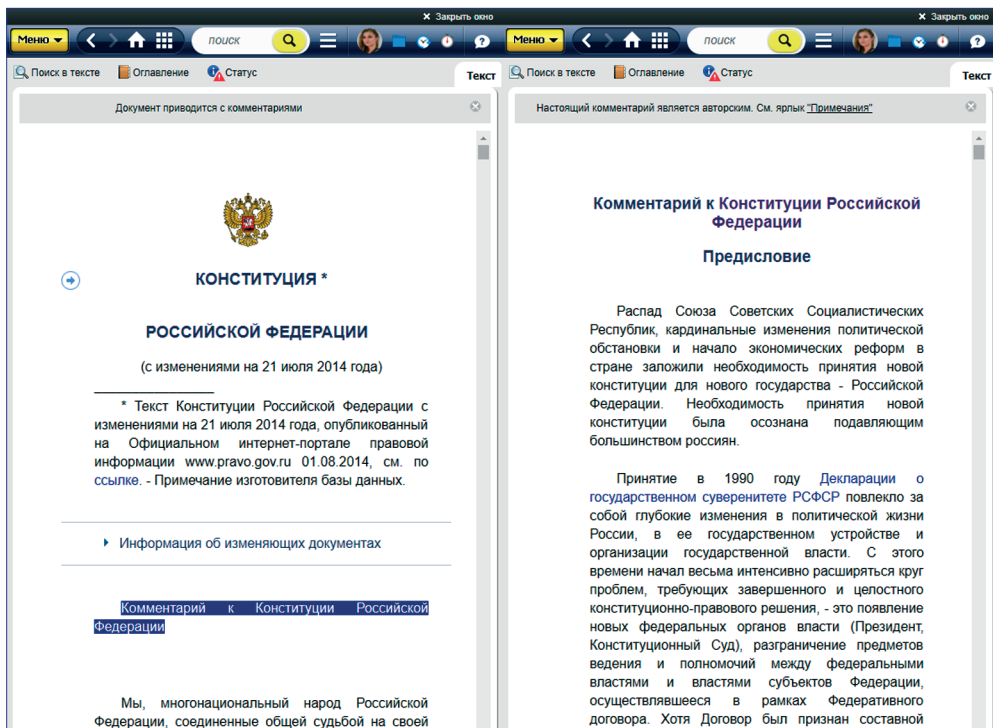 × Закрыть окно
Меню
поиск
?
Поиск в тексте
Оглавление
Статус
Текст
Документ приводится с комментариями
КОНСТИТУЦИЯ *
РОССИЙСКОЙ ФЕДЕРАЦИИ
(с изменениями на 21 июля 2014 года)
* Текст Конституции Российской Федерации с
изменениями на 21 июля 2014 года, опубликованный
на Официальном интернет-портале правовой
информации www.pravo.gov.ru 01.08.2014, см. по
ссылке. - Примечание изготовителя базы данных.
Информация об изменяющих документах
Комментарий к Конституции Российской
Федерации
Мы, многонациональный народ Российской
Федерации, соединенные общей судьбой на своей
× Закрыть окно
Меню
поиск
?
Поиск в тексте
Оглавление
Статус
Текст
Настоящий комментарий является авторским. См. ярлык "Примечания"
Комментарий к Конституции Российской
Федерации
Предисловие
Распад Союза Советских Социалистических
Республик, кардинальные изменения политической
обстановки и начало экономических реформ в
стране заложили необходимость принятия новой
конституции для нового государства - Российской
Федерации. Необходимость принятия новой
конституции была осознана подавляющим
большинством россиян.
Принятие в 1990 году Декларации о
государственном суверенитете РСФСР повлекло за
собой глубокие изменения в политической жизни
России, в ее государственном устройстве и
организации государственной власти. С этого
времени начал весьма интенсивно расширяться круг
проблем, требующих завершенного и целостного
конституционно-правового решения, - это появление
новых федеральных органов власти (Президент,
Конституционный Суд), разграничение предметов
ведения и полномочий между федеральными
властями и властями субъектов Федерации,
осуществлявшееся в рамках Федеративного
договора. Хотя Договор был признан составной